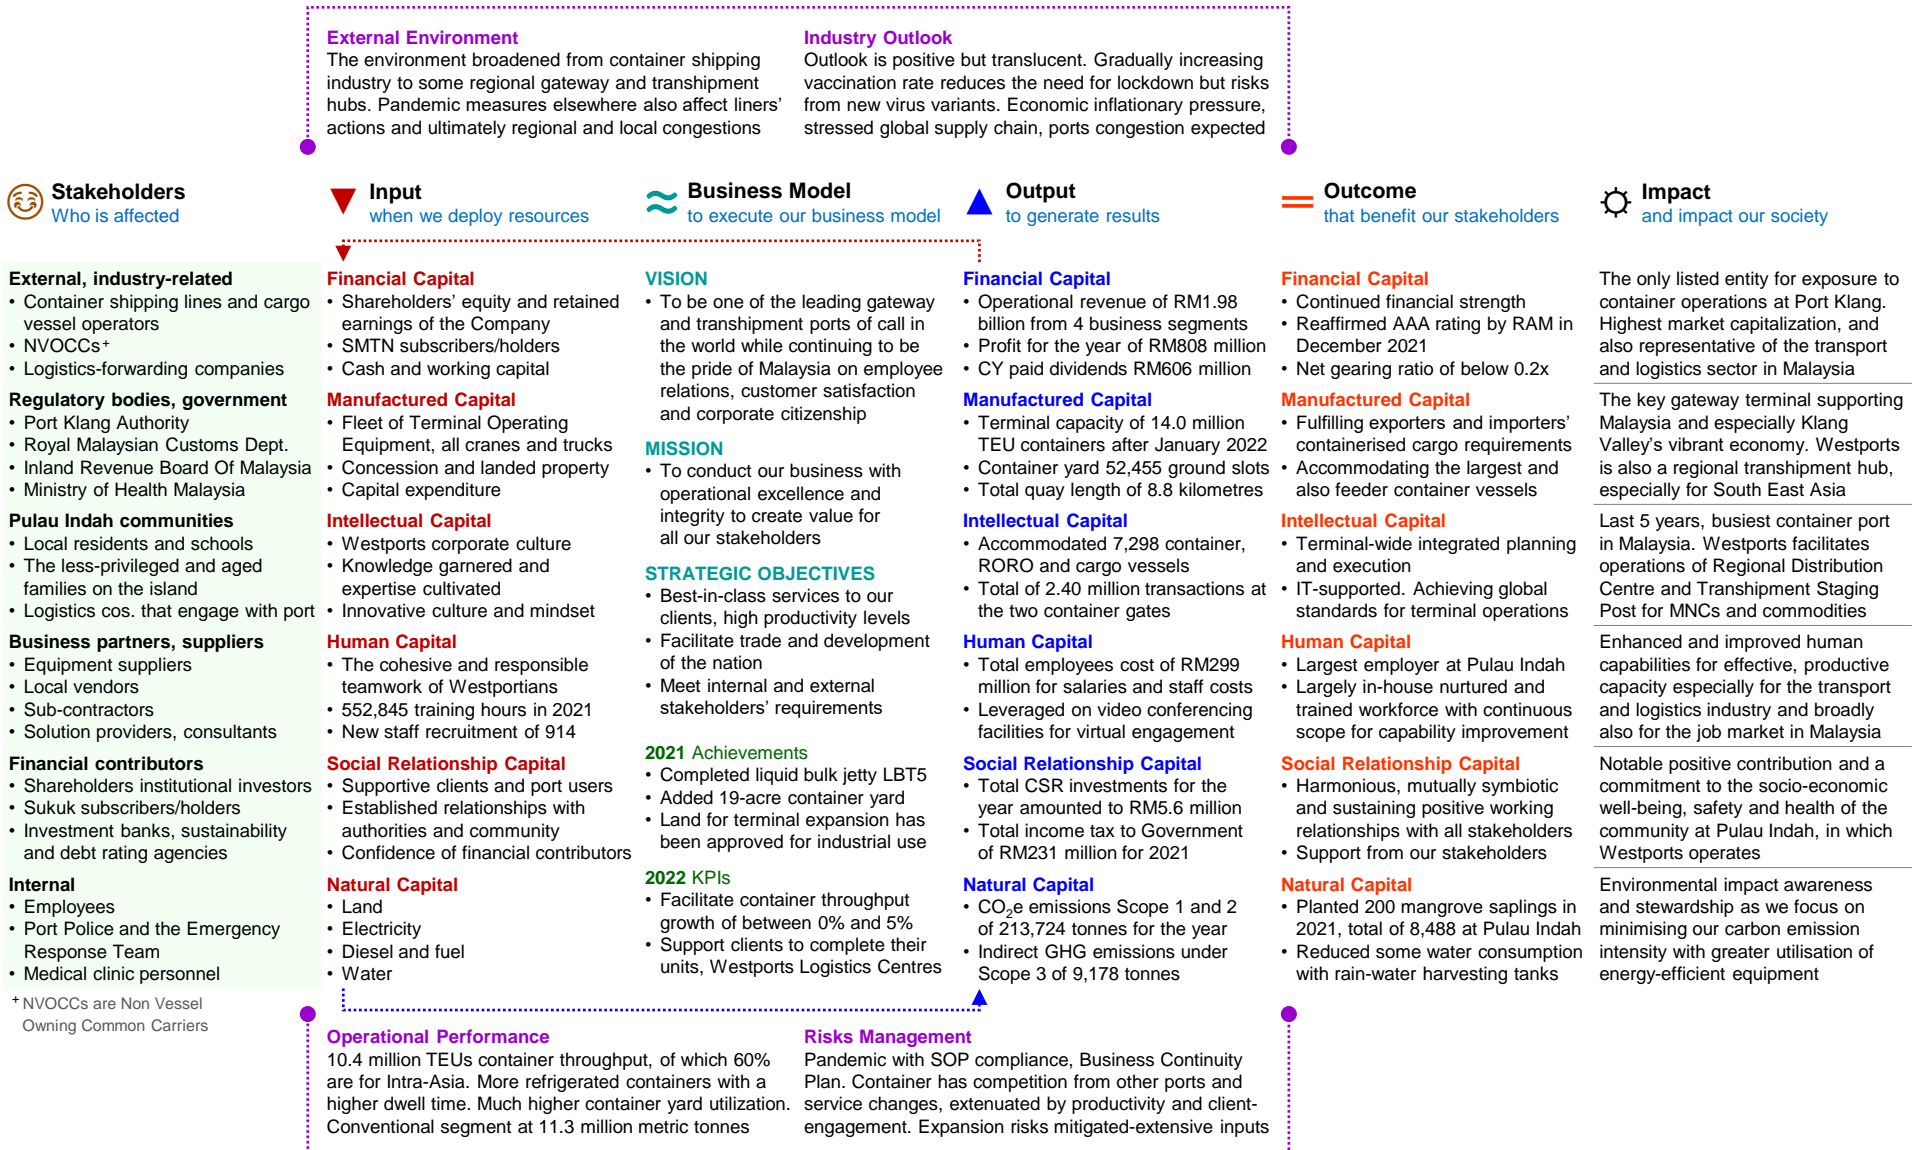 External Environment
The environment broadened from container shipping
industry to some regional gateway and transhipment
hubs. Pandemic measures elsewhere also affect liners’
actions and ultimately regional and local congestions
Industry Outlook
Outlook is positive but translucent. Gradually increasing
vaccination rate reduces the need for lockdown but risks
from new virus variants. Economic inflationary pressure,
stressed global supply chain, ports congestion expected
Stakeholders
Who is affected
Input
when we deploy resources
Business Model
to execute our business model
Output
to generate results
Outcome
that benefit our stakeholders
Impact
and impact our society
External, industry-related
• Container shipping lines and cargo
vessel operators
• NVOCCs+
• Logistics-forwarding companies
Regulatory bodies, government
• Port Klang Authority
• Royal Malaysian Customs Dept.
• Inland Revenue Board Of Malaysia
• Ministry of Health Malaysia
Pulau Indah communities
• Local residents and schools
• The less-privileged and aged
families on the island
• Logistics cos. that engage with port
Business partners, suppliers
• Equipment suppliers
• Local vendors
• Sub-contractors
• Solution providers, consultants
Financial contributors
• Shareholders institutional investors
• Sukuk subscribers/holders
• Investment banks, sustainability
and debt rating agencies
Internal
• Employees
• Port Police and the Emergency
Response Team
• Medical clinic personnel
+ NVOCCs are Non Vessel
Owning Common Carriers
Financial Capital
• Shareholders’ equity and retained
earnings of the Company
• SMTN subscribers/holders
• Cash and working capital
Manufactured Capital
• Fleet of Terminal Operating
Equipment, all cranes and trucks
• Concession and landed property
• Capital expenditure
Intellectual Capital
• Westports corporate culture
• Knowledge garnered and
expertise cultivated
• Innovative culture and mindset
Human Capital
• The cohesive and responsible
teamwork of Westportians
• 552,845 training hours in 2021
• New staff recruitment of 914
Social Relationship Capital
• Supportive clients and port users
• Established relationships with
authorities and community
• Confidence of financial contributors
Natural Capital
• Land
• Electricity
• Diesel and fuel
• Water
VISION
• To be one of the leading gateway
and transhipment ports of call in
the world while continuing to be
the pride of Malaysia on employee
relations, customer satisfaction
and corporate citizenship
MISSION
• To conduct our business with
operational excellence and
integrity to create value for
all our stakeholders
STRATEGIC OBJECTIVES
• Best-in-class services to our
clients, high productivity levels
• Facilitate trade and development
of the nation
• Meet internal and external
stakeholders’ requirements
2021 Achievements
• Completed liquid bulk jetty LBT5
• Added 19-acre container yard
• Land for terminal expansion has
been approved for industrial use
2022 KPIs
• Facilitate container throughput
growth of between 0% and 5%
• Support clients to complete their
units, Westports Logistics Centres
Financial Capital
• Operational revenue of RM1.98
billion from 4 business segments
• Profit for the year of RM808 million
• CY paid dividends RM606 million
Manufactured Capital
• Terminal capacity of 14.0 million
TEU containers after January 2022
• Container yard 52,455 ground slots
• Total quay length of 8.8 kilometres
Intellectual Capital
• Accommodated 7,298 container,
RORO and cargo vessels
• Total of 2.40 million transactions at
the two container gates
Human Capital
• Total employees cost of RM299
million for salaries and staff costs
• Leveraged on video conferencing
facilities for virtual engagement
Social Relationship Capital
• Total CSR investments for the
year amounted to RM5.6 million
• Total income tax to Government
of RM231 million for 2021
Natural Capital
• CO2e emissions Scope 1 and 2
of 213,724 tonnes for the year
• Indirect GHG emissions under
Scope 3 of 9,178 tonnes
Financial Capital
• Continued financial strength
• Reaffirmed AAA rating by RAM in
December 2021
• Net gearing ratio of below 0.2x
Manufactured Capital
• Fulfilling exporters and importers’
containerised cargo requirements
• Accommodating the largest and
also feeder container vessels
Intellectual Capital
• Terminal-wide integrated planning
and execution
• IT-supported. Achieving global
standards for terminal operations
Human Capital
• Largest employer at Pulau Indah
• Largely in-house nurtured and
trained workforce with continuous
scope for capability improvement
Social Relationship Capital
• Harmonious, mutually symbiotic
and sustaining positive working
relationships with all stakeholders
• Support from our stakeholders
Natural Capital
• Planted 200 mangrove saplings in
2021, total of 8,488 at Pulau Indah
• Reduced some water consumption
with rain-water harvesting tanks
The only listed entity for exposure to
container operations at Port Klang.
Highest market capitalization, and
also representative of the transport
and logistics sector in Malaysia
The key gateway terminal supporting
Malaysia and especially Klang
Valley’s vibrant economy. Westports
is also a regional transhipment hub,
especially for South East Asia
Last 5 years, busiest container port
in Malaysia. Westports facilitates
operations of Regional Distribution
Centre and Transhipment Staging
Post for MNCs and commodities
Enhanced and improved human
capabilities for effective, productive
capacity especially for the transport
and logistics industry and broadly
also for the job market in Malaysia
Notable positive contribution and a
commitment to the socio-economic
well-being, safety and health of the
community at Pulau Indah, in which
Westports operates
Environmental impact awareness
and stewardship as we focus on
minimising our carbon emission
intensity with greater utilisation of
energy-efficient equipment
Operational Performance
10.4 million TEUs container throughput, of which 60%
are for Intra-Asia. More refrigerated containers with a
higher dwell time. Much higher container yard utilization.
Conventional segment at 11.3 million metric tonnes
Risks Management
Pandemic with SOP compliance, Business Continuity
Plan. Container has competition from other ports and
service changes, extenuated by productivity and client-
engagement. Expansion risks mitigated-extensive inputs